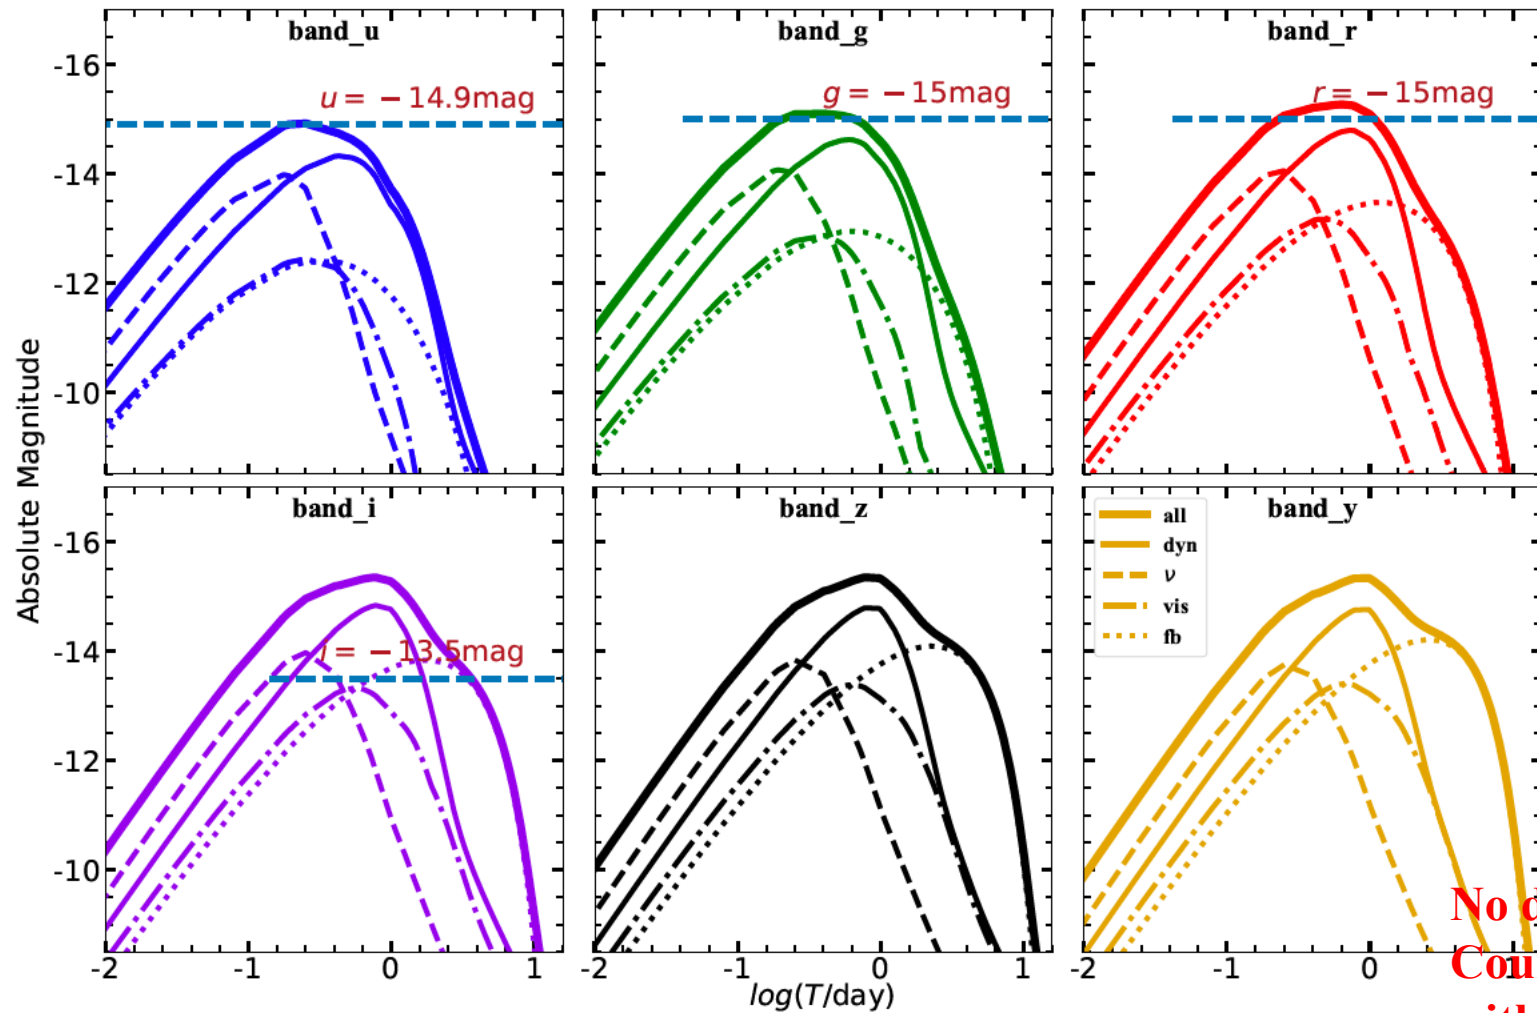 band_u
band_g
band_r
-16
u = −14.9mag
g = −15mag
r = −15mag
-14
-12
-10
Absolute Magnitude
band_i
band_z
band_y
-16
all
dyn
ν
vis
fb
-14
i = −13.5mag
-12
-10
No
Cou
-2
-1
0
1
-2
-1
0
1
-2
-1
0
1
log(T/day)